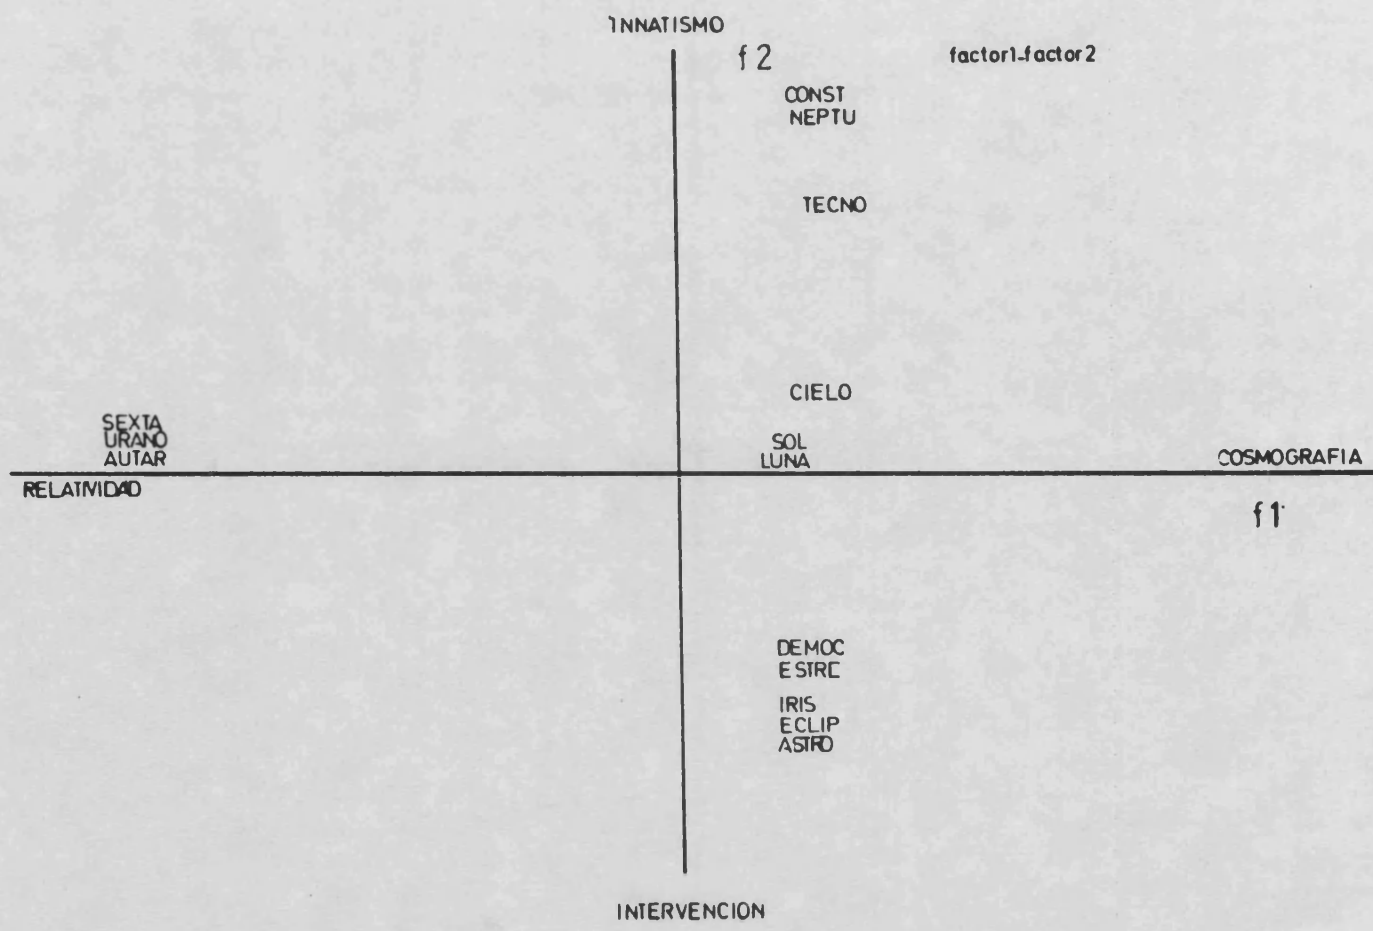 INNATISMO
f 2
factor1-factor2
CONST
NEPTU
TECNO
CIELO
SEXTA
URANO
AUTAR
SOL
LUNA
COSMOGRAFIA
RELATIVIDAD
f1
DEMOC
ESTRE
IRIS
ECLIP
ASTRO
INTERVENCION